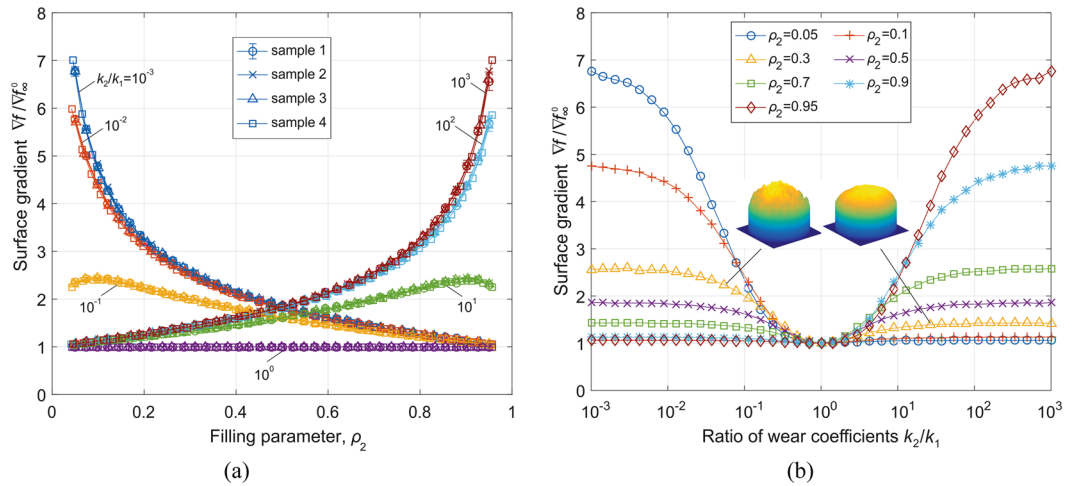 8
7
6
5
4
3
2
1
0
Surface gradient ∇f /∇f⁰∞
sample 1
sample 2
sample 3
sample 4
k₂/k₁=10⁻³
10⁻²
10⁻¹
10⁰
10³
10²
10¹
0 0.2 0.4 0.6 0.8 1
Filling parameter, ρ₂
(a)
8
7
6
5
4
3
2
1
0
Surface gradient ∇f /∇f⁰∞
ρ₂=0.05 ρ₂=0.1
ρ₂=0.3 ρ₂=0.5
ρ₂=0.7 ρ₂=0.9
ρ₂=0.95
10⁻³ 10⁻² 10⁻¹ 10⁰ 10¹ 10² 10³
Ratio of wear coefficients k₂/k₁
(b)